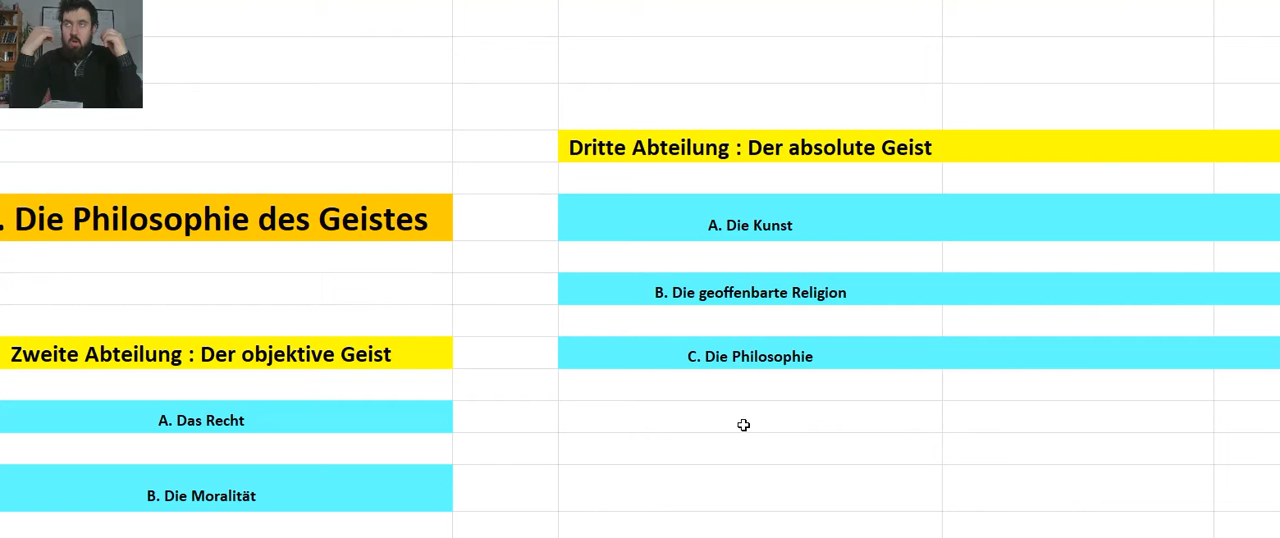 . Die Philosophie des Geistes
Zweite Abteilung : Der objektive Geist
A. Das Recht
B. Die Moralität
Dritte Abteilung : Der absolute Geist
A. Die Kunst
B. Die geoffenbarte Religion
C. Die Philosophie